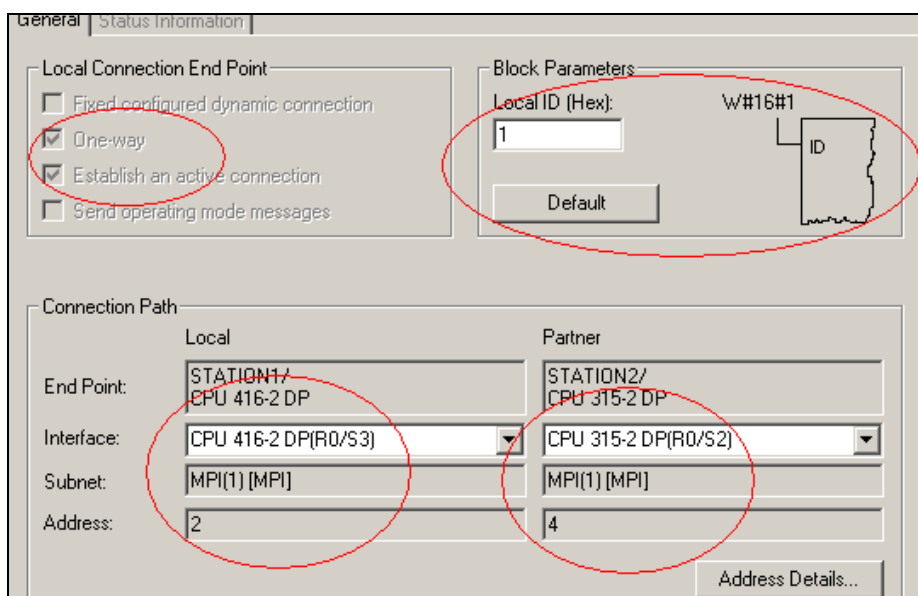 General Status Information
Local Connection End Point
Fixed configured dynamic connection
One-way
Establish an active connection
Send operating mode messages
Block Parameters
Local ID (Hex): W#16#1
1
ID
Default
Connection Path
Local Partner
End Point: STATION1/ STATION2/
CPU 416-2 DP CPU 315-2 DP
Interface: CPU 416-2 DP(R0/S3) CPU 315-2 DP(R0/S2)
Subnet: MPI(1) [MPI] MPI(1) [MPI]
Address: 2 4
Address Details...